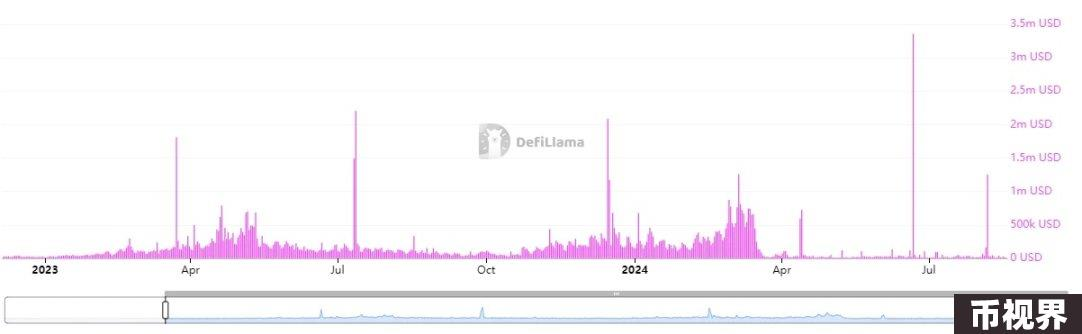 3.5m USD
3m USD
2.5m USD
2m USD
DefiLlama
1.5m USD
1m USD
500k USD
0 USD
2023
Apr
Jul
Oct
2024
Apr
Jul
币视界